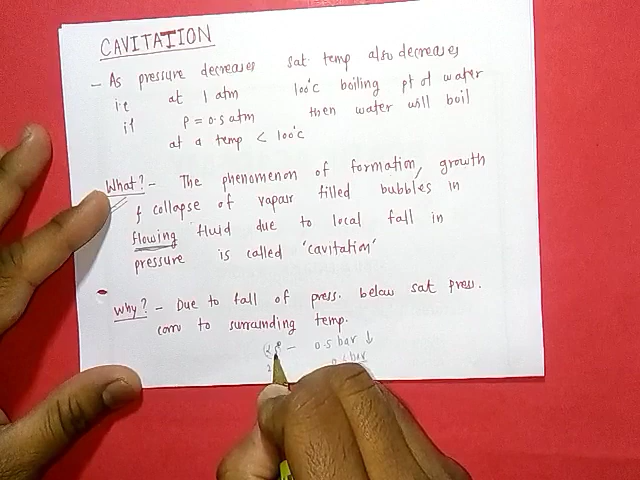 CAVITATION
- As pressure decreases sat temp also decreases
i.e at 1 atm 100°c boiling pt of water
if P = 0.5 atm then water will boil
at a temp < 100°c
What? - The phenomenon of formation, growth
& collapse of vapour filled bubbles in
flowing fluid due to local fall in
pressure is called 'cavitation'
Why? - Due to fall of press. below sat press.
corr to surrounding temp.
25° - 0.5 bar ↓
bar